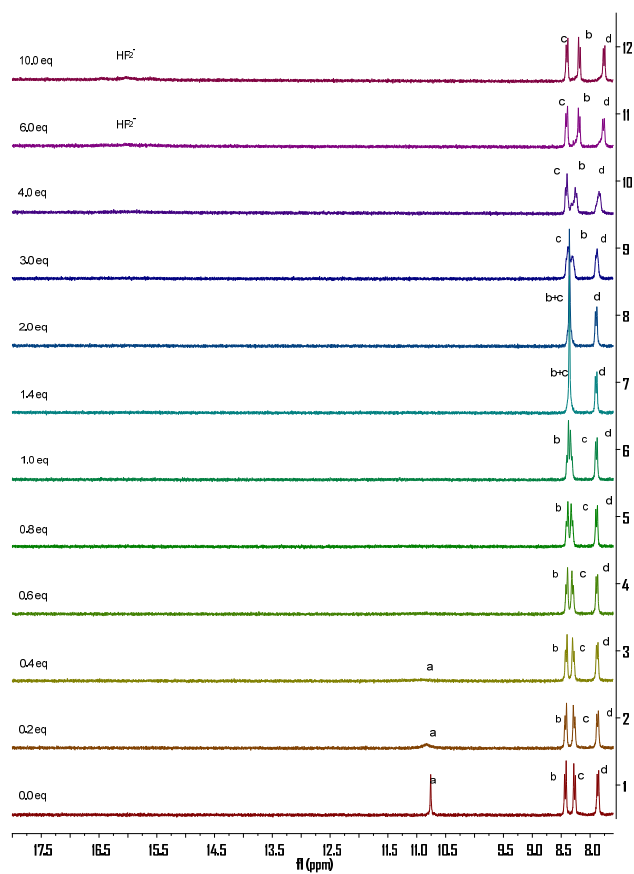 c b d 12
10.0 eq HF2-
c b d 11
6.0 eq HF2-
c b d 10
4.0 eq
c b d 9
3.0 eq
b+c d 8
2.0 eq
b+c d 7
1.4 eq
b c d 6
1.0 eq
b c d 5
0.8 eq
b c d 4
0.6 eq
a b c d 3
0.4 eq
a b c d 2
0.2 eq
a b c d 1
0.0 eq
17.5 16.5 15.5 14.5 13.5 12.5 11.5 11.0 10.5 10.0 9.5 9.0 8.5 8.0
f1 (ppm)